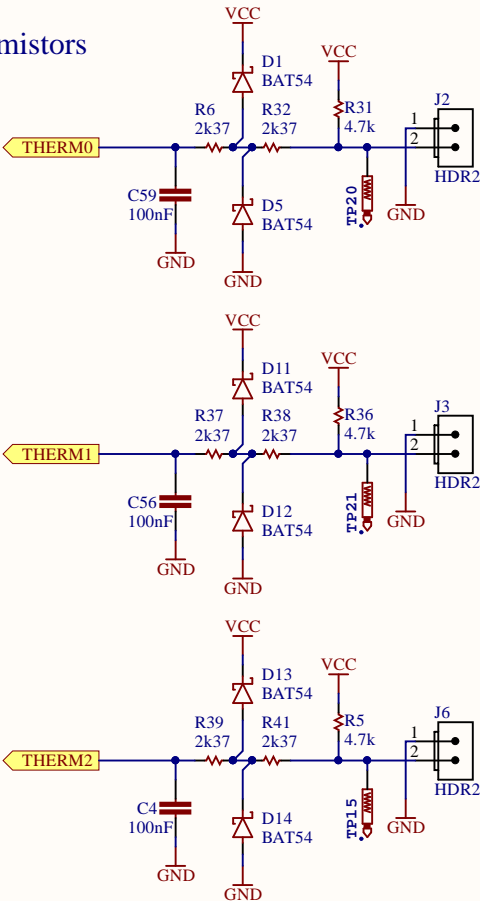 mistors
VCC
D1
BAT54
VCC
R6
2k37
R32
2k37
R31
4.7k
J2
1
2
HDR2
THERM0
C59
100nF
GND
D5
BAT54
GND
TP20
GND
VCC
D11
BAT54
VCC
R37
2k37
R38
2k37
R36
4.7k
J3
1
2
HDR2
THERM1
C56
100nF
GND
D12
BAT54
GND
TP21
GND
VCC
D13
BAT54
VCC
R39
2k37
R41
2k37
R5
4.7k
J6
1
2
HDR2
THERM2
C4
100nF
GND
D14
BAT54
GND
TP15
GND